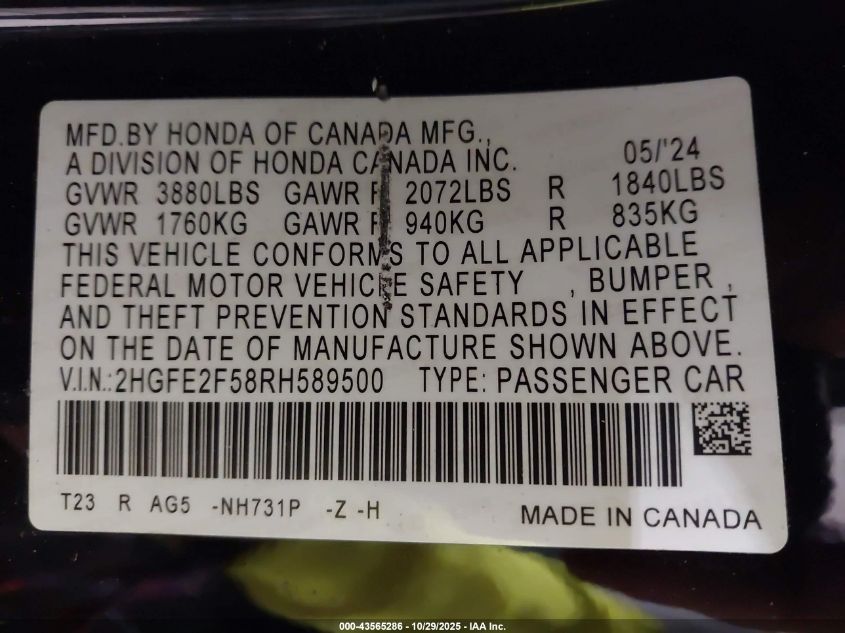 MFD.BY HONDA OF CANADA MFG.,
A DIVISION OF HONDA CANADA INC. 05/'24
GVWR 3880LBS GAWR F 2072LBS R 1840LBS
GVWR 1760KG GAWR F 940KG R 835KG
THIS VEHICLE CONFORMS TO ALL APPLICABLE
FEDERAL MOTOR VEHICLE SAFETY , BUMPER ,
AND THEFT PREVENTION STANDARDS IN EFFECT
ON THE DATE OF MANUFACTURE SHOWN ABOVE.
V.I.N.:2HGFE2F58RH589500 TYPE: PASSENGER CAR
T23 R AG5 -NH731P -Z -H
MADE IN CANADA
000-43565286 - 10/29/2025 - IAA Inc.